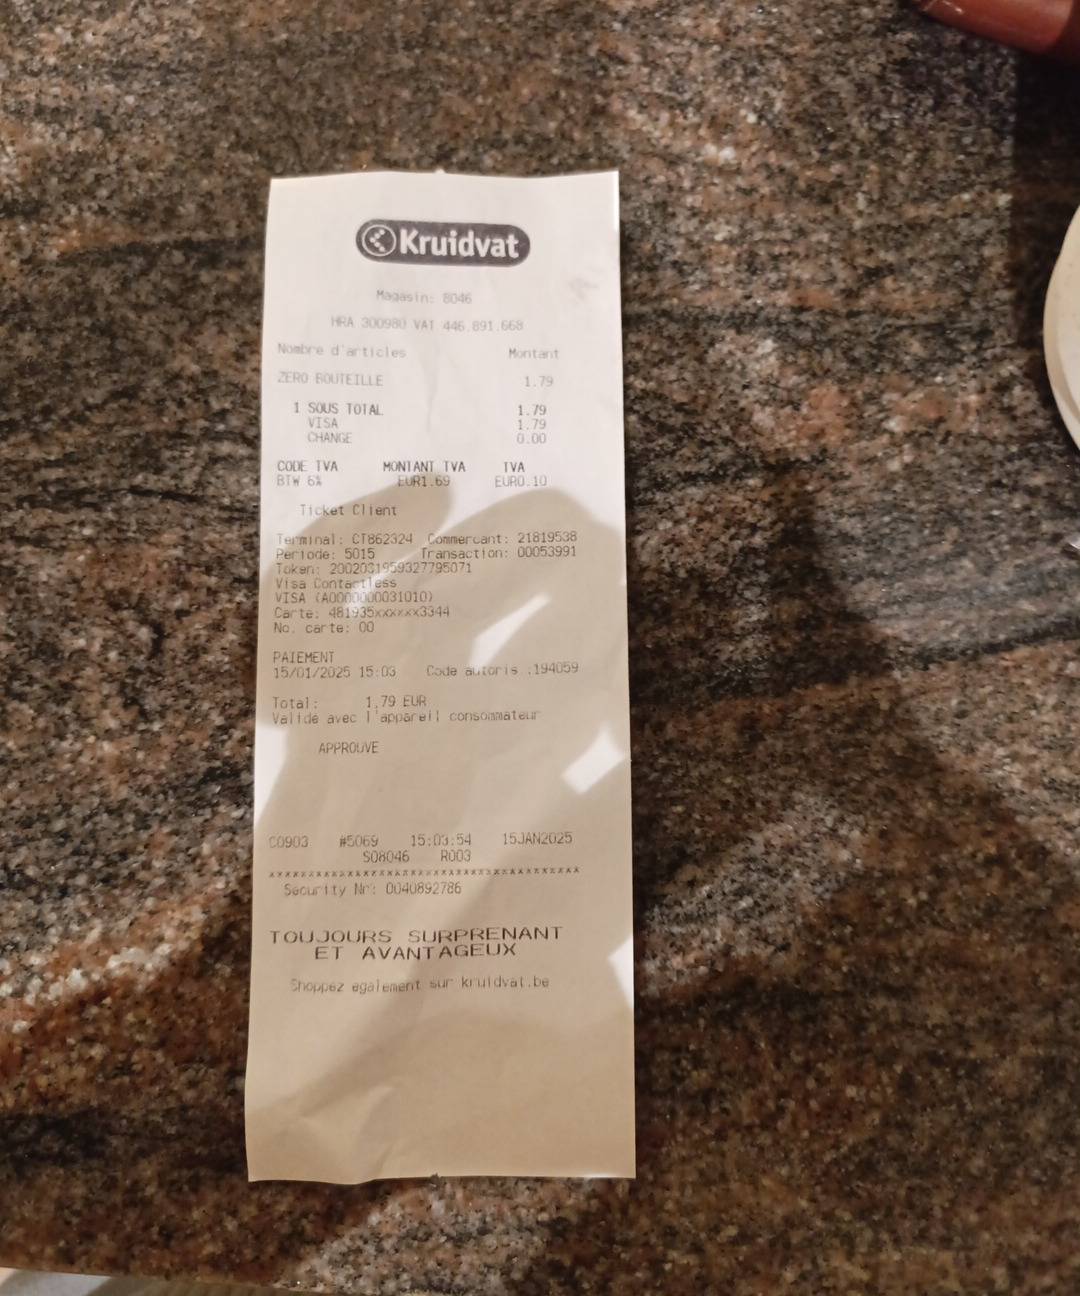 Kruidvat
Magasin: 8046
HRA 300980 VAT 446.891.668
Nombre d'articles Montant
ZERO BOUTEILLE 1.79
1 SOUS TOTAL 1.79
VISA 1.79
CHANGE 0.00
CODE TVA MONTANT TVA TVA
BTW 6% EUR1.69 EUR0.10
Ticket Client
Terminal: CT862324 Commercant: 21819538
Periode: 5015 Transaction: 00053991
Token: 2002031959327795071
Visa Contactless
VISA (A0000000031010)
Carte: 481935xxxxxx3344
No. carte: 00
PAIEMENT
15/01/2025 15:03 Code autoris.:194059
Total: 1,79 EUR
Validé avec l'appareil consommateur
APPROUVE
C0903 #5069 15:03:54 15JAN2025
S08046 R003
xxxxxxxxxxxxxxxxxxxxxxxxxxxxxxxxxxxxxxxx
Security Nr: 0040892786
TOUJOURS SURPRENANT
ET AVANTAGEUX
Shoppez egalement sur kruidvat.be